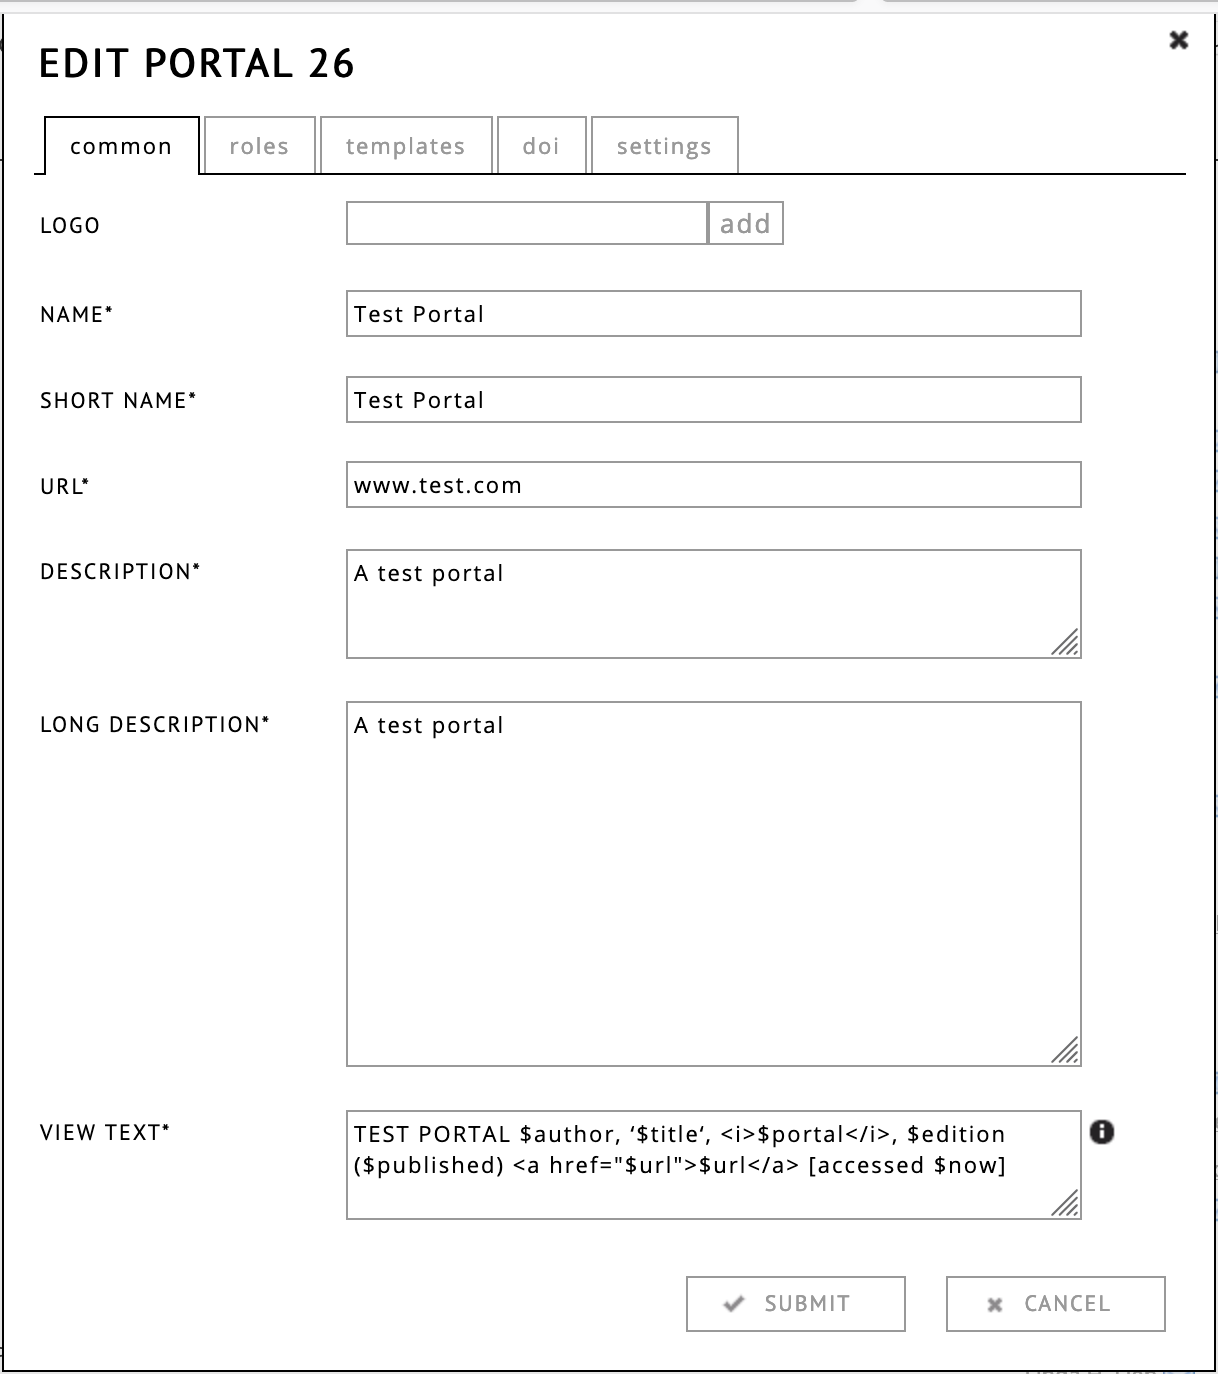 EDIT PORTAL 26
common
roles
templates
doi
settings
LOGO
add
NAME*
Test Portal
SHORT NAME*
Test Portal
URL*
www.test.com
DESCRIPTION*
A test portal
LONG DESCRIPTION*
A test portal
VIEW TEXT*
TEST PORTAL $author, ‘$title‘, <i>$portal</i>, $edition
($published) <a href="$url">$url</a> [accessed $now]
SUBMIT
CANCEL